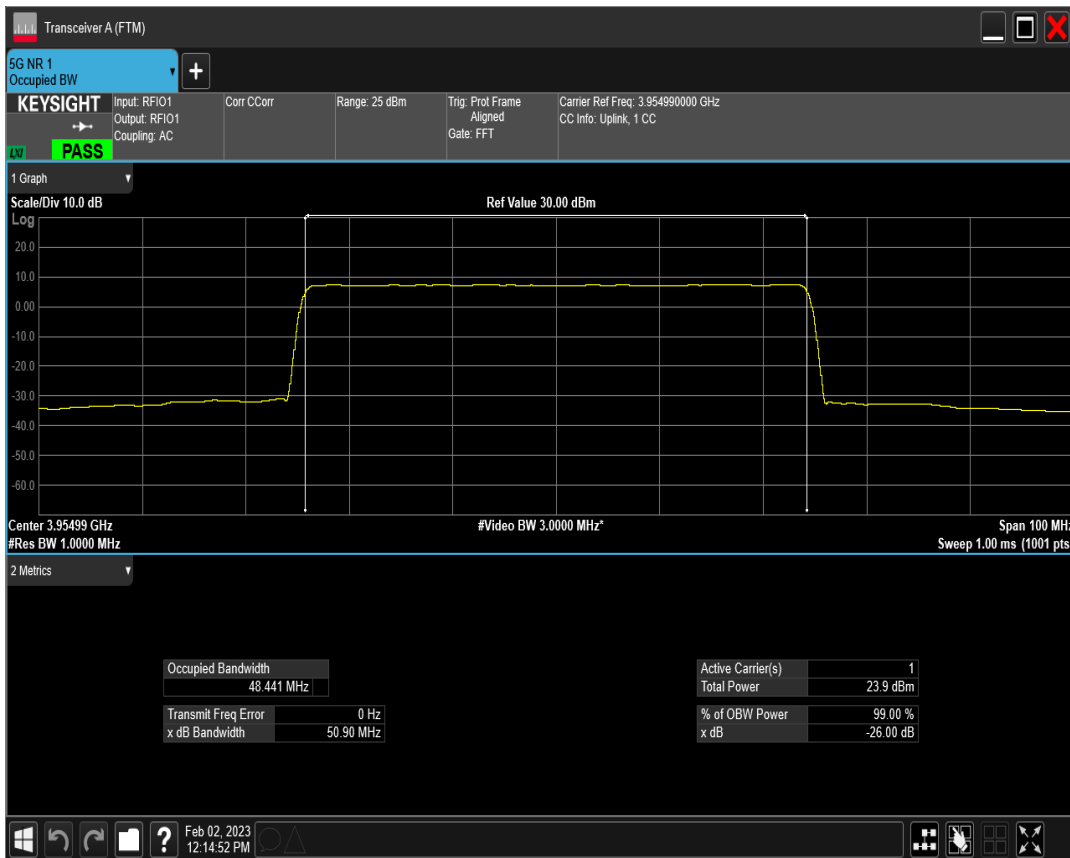 Transceiver A (FTM)
5G NR 1
Occupied BW
+
KEYSIGHT
LXI
PASS
Input: RFIO1
Output: RFIO1
Coupling: AC
Corr CCorr
Range: 25 dBm
Trig: Prot Frame
Aligned
Gate: FFT
Carrier Ref Freq: 3.954990000 GHz
CC Info: Uplink, 1 CC
1 Graph
Scale/Div 10.0 dB
Ref Value 30.00 dBm
Log
20.0
10.0
0.00
-10.0
-20.0
-30.0
-40.0
-50.0
-60.0
Center 3.95499 GHz
#Video BW 3.0000 MHz*
Span 100 MHz
#Res BW 1.0000 MHz
Sweep 1.00 ms (1001 pts
2 Metrics
Occupied Bandwidth
48.441 MHz
Transmit Freq Error 0 Hz
x dB Bandwidth 50.90 MHz
Active Carrier(s) 1
Total Power 23.9 dBm
% of OBW Power 99.00 %
x dB -26.00 dB
?
Feb 02, 2023
12:14:52 PM